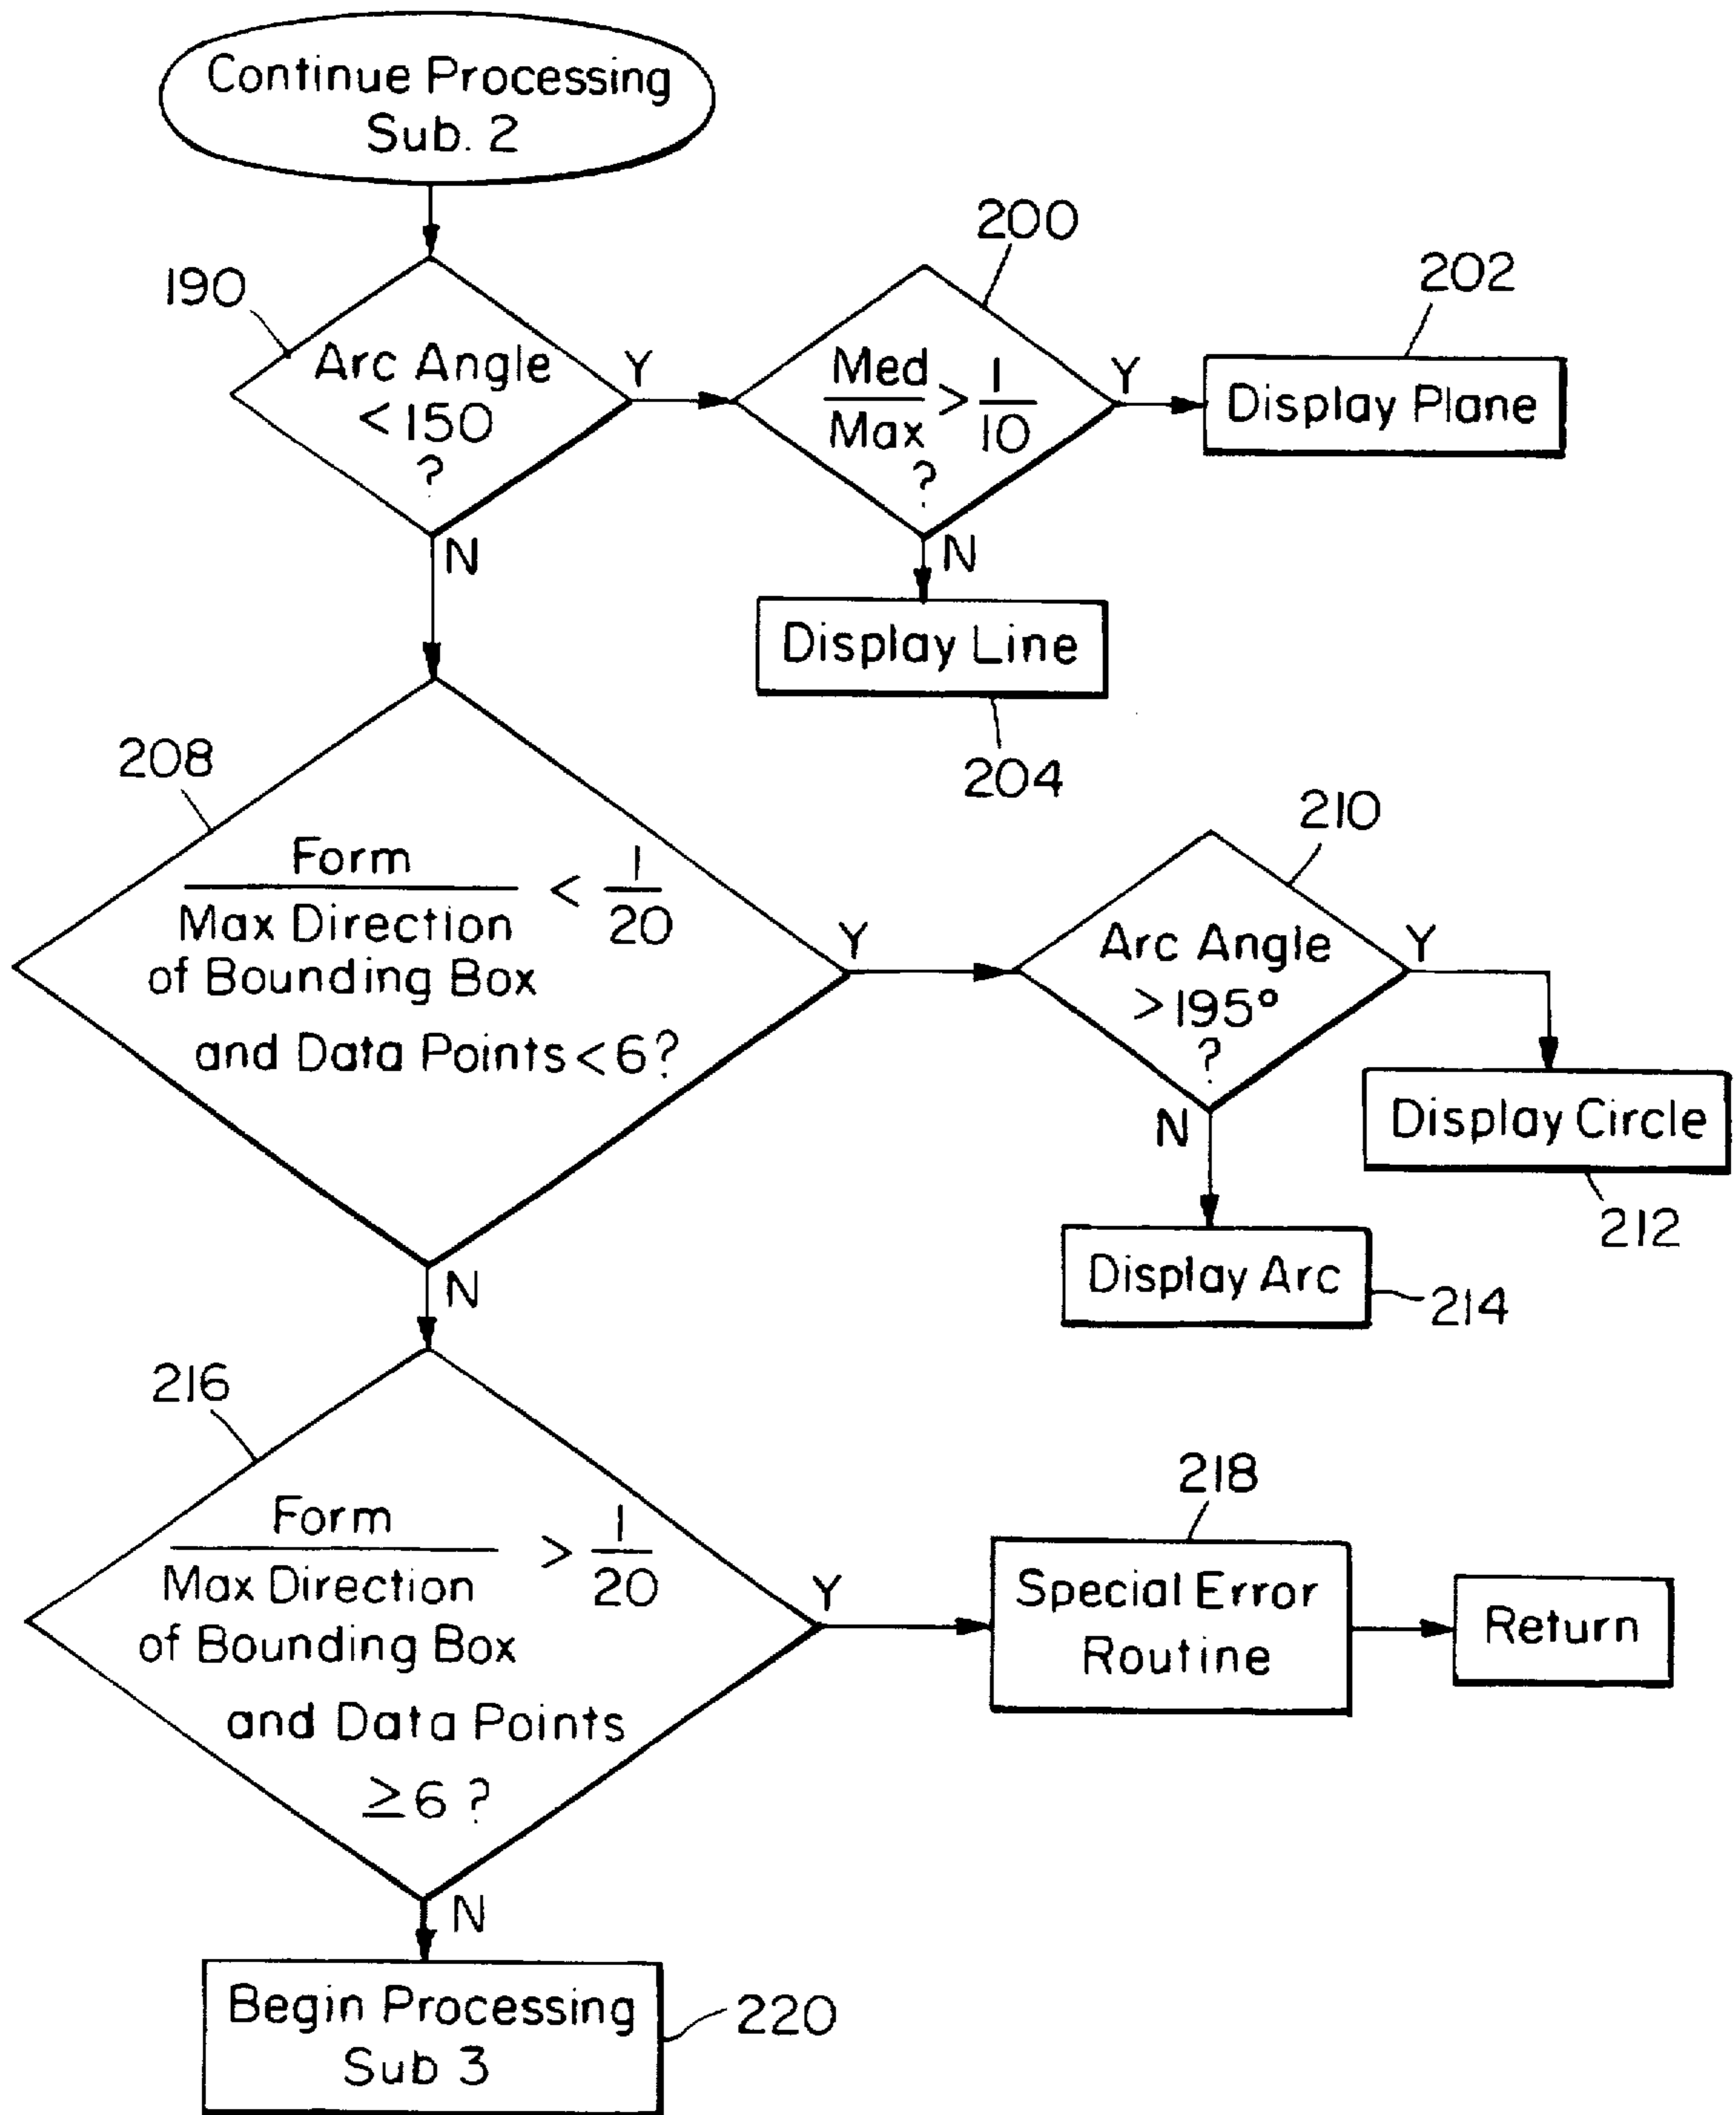 Continue Processing
Sub. 2
200
202
190
Arc Angle
<150
?
Y
N
Med
Max
> 1
10
?
Y
N
Display Plane
Display Line
204
208
Form
Max Direction
< 1
20
of Bounding Box
and Data Points<6?
Y
N
210
Arc Angle
>195°
?
Y
N
Display Circle
212
Display Arc
214
216
Form
Max Direction
> 1
20
of Bounding Box
and Data Points
≥6 ?
Y
N
218
Special Error
Routine
Return
Begin Processing
Sub 3
220